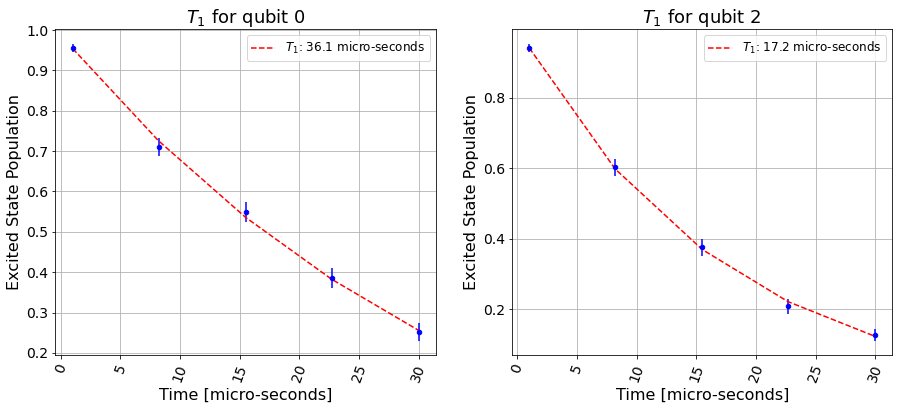 T₁ for qubit 0
T₁: 36.1 micro-seconds
Excited State Population
1.0
0.9
0.8
0.7
0.6
0.5
0.4
0.3
0.2
0 5 10 15 20 25 30
Time [micro-seconds]
T₁ for qubit 2
T₁: 17.2 micro-seconds
Excited State Population
0.8
0.6
0.4
0.2
0 5 10 15 20 25 30
Time [micro-seconds]